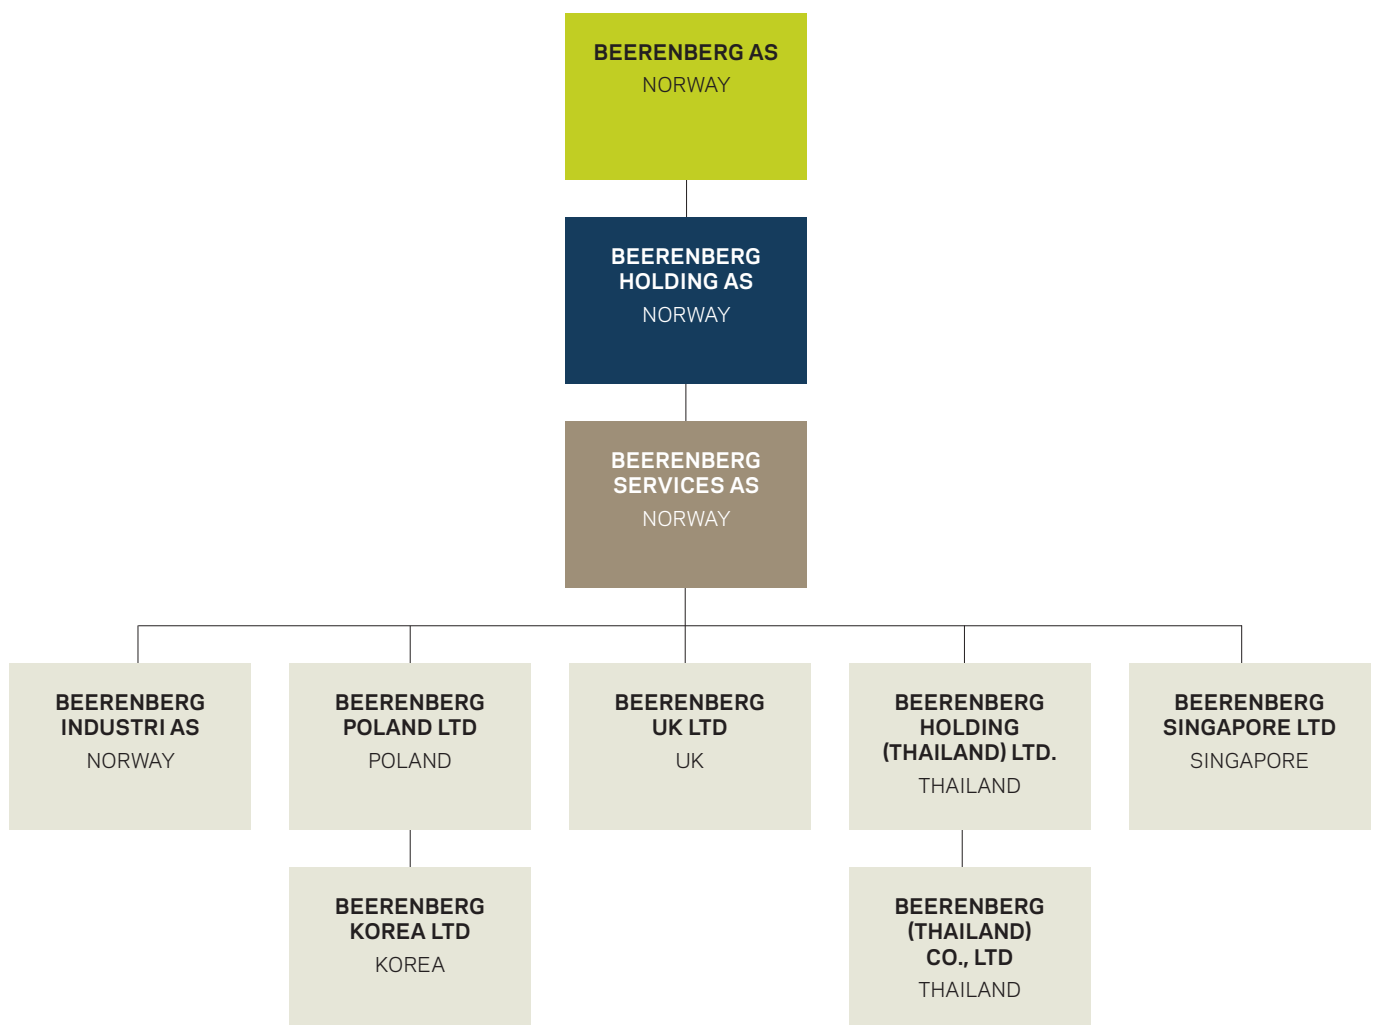 BEERENBERG AS
NORWAY
BEERENBERG
HOLDING AS
NORWAY
BEERENBERG
SERVICES AS
NORWAY
BEERENBERG
INDUSTRI AS
NORWAY
BEERENBERG
POLAND LTD
POLAND
BEERENBERG
UK LTD
UK
BEERENBERG
HOLDING
(THAILAND) LTD.
THAILAND
BEERENBERG
SINGAPORE LTD
SINGAPORE
BEERENBERG
KOREA LTD
KOREA
BEERENBERG
(THAILAND)
CO., LTD
THAILAND